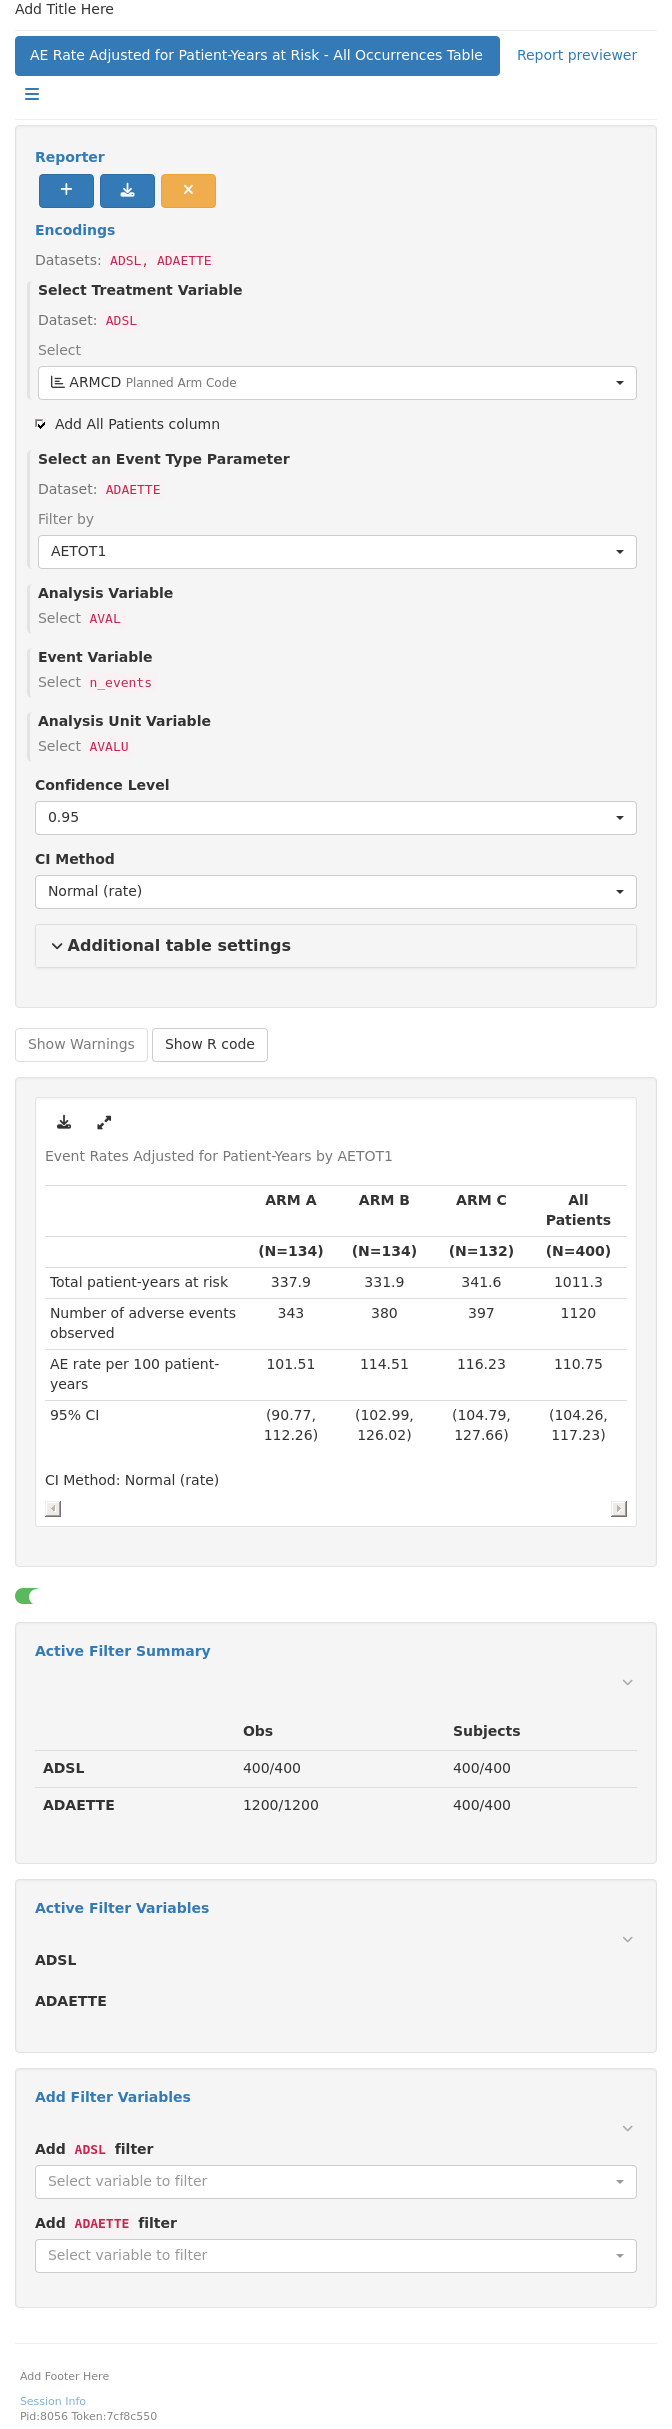 Add Title Here
AE Rate Adjusted for Patient-Years at Risk - All Occurrences Table
Report previewer
Reporter
Encodings
Datasets: ADSL, ADAETTE
Select Treatment Variable
Dataset: ADSL
Select
ARMCD Planned Arm Code
Add All Patients column
Select an Event Type Parameter
Dataset: ADAETTE
Filter by
AETOT1
Analysis Variable
Select AVAL
Event Variable
Select n_events
Analysis Unit Variable
Select AVALU
Confidence Level
0.95
CI Method
Normal (rate)
Additional table settings
Show Warnings Show R code
Event Rates Adjusted for Patient-Years by AETOT1
ARM A ARM B ARM C All
Patients
(N=134) (N=134) (N=132) (N=400)
Total patient-years at risk 337.9 331.9 341.6 1011.3
Number of adverse events 343 380 397 1120
observed
AE rate per 100 patient- 101.51 114.51 116.23 110.75
years
95% CI (90.77, (102.99, (104.79, (104.26,
112.26) 126.02) 127.66) 117.23)
CI Method: Normal (rate)
Active Filter Summary
Obs Subjects
ADSL 400/400 400/400
ADAETTE 1200/1200 400/400
Active Filter Variables
ADSL
ADAETTE
Add Filter Variables
Add ADSL filter
Select variable to filter
Add ADAETTE filter
Select variable to filter
Add Footer Here
Session Info
Pid:8056 Token:7cf8c550